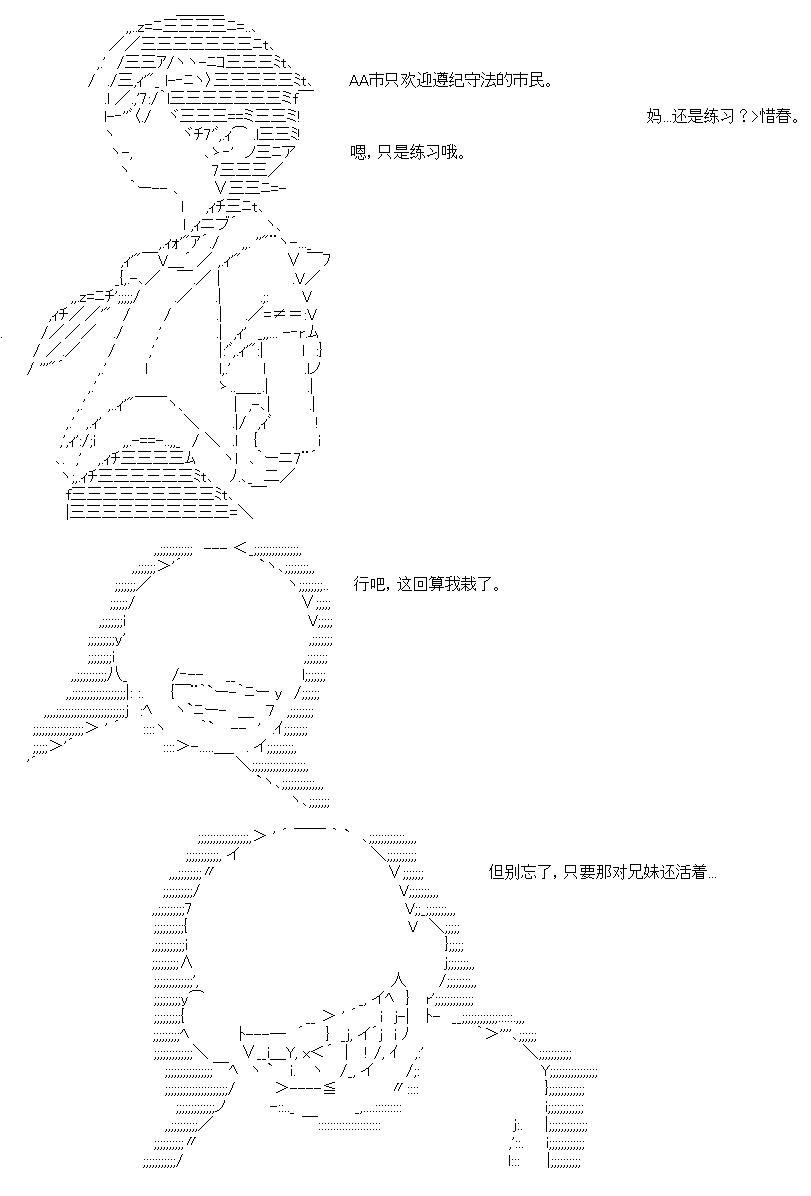 AA市只欢迎遵纪守法的市民。
妈...还是练习？>惜春。
嗯，只是练习哦。
行吧，这回算我栽了。
但别忘了，只要那对兄妹还活着...